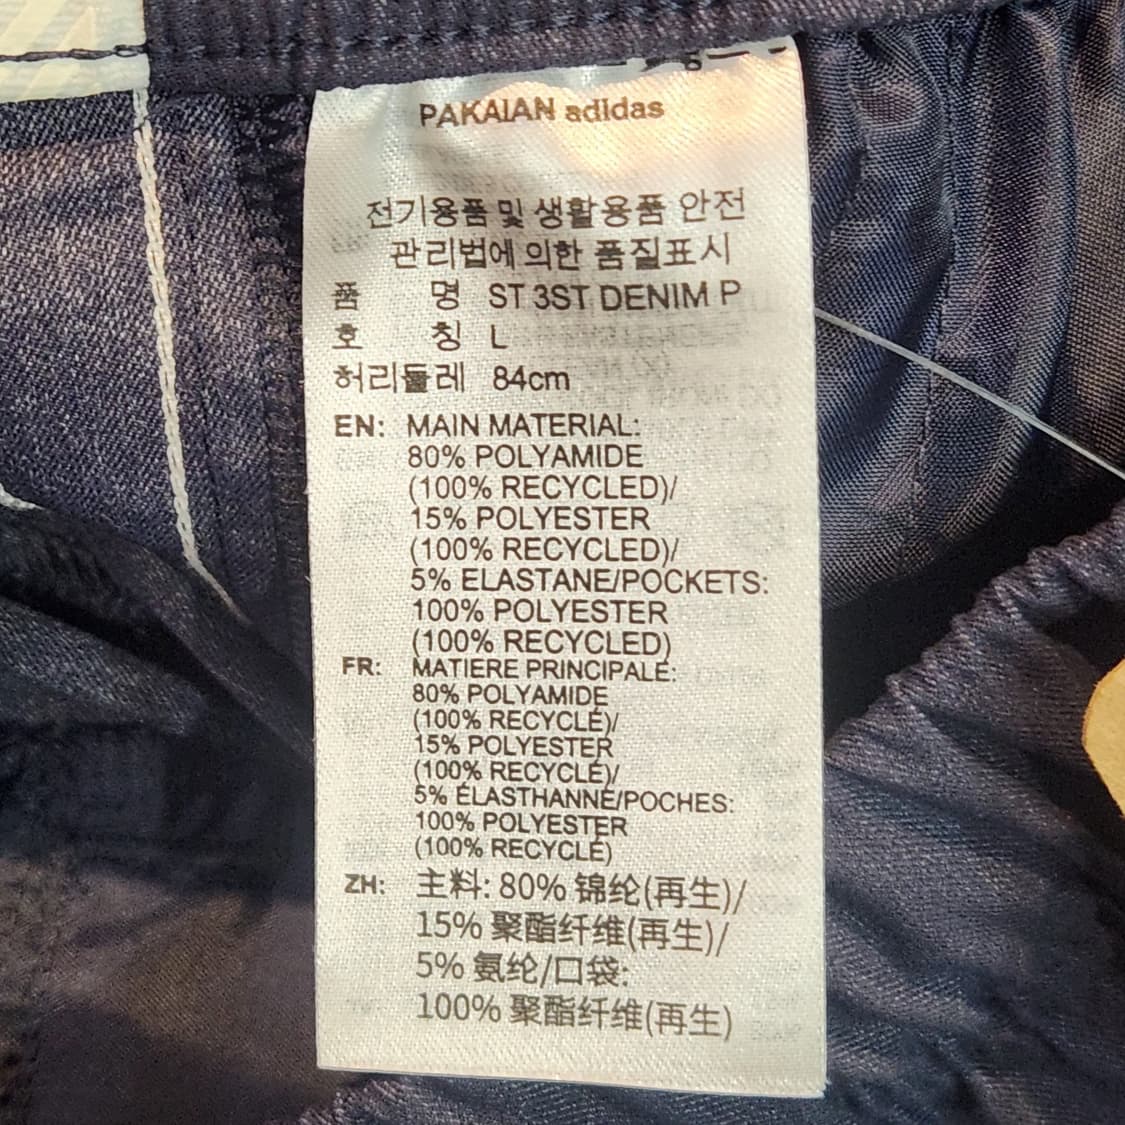 PAKAIAN adidas
전기용품 및 생활용품 안전
관리법에 의한 품질표시
품 명 ST 3ST DENIM P
호 칭 L
허리둘레 84cm
EN: MAIN MATERIAL:
80% POLYAMIDE
(100% RECYCLED)/
15% POLYESTER
(100% RECYCLED)/
5% ELASTANE/POCKETS:
100% POLYESTER
(100% RECYCLED)
FR: MATIERE PRINCIPALE:
80% POLYAMIDE
(100% RECYCLÉ)/
15% POLYESTER
(100% RECYCLÉ)/
5% ÉLASTHANNE/POCHES:
100% POLYESTER
(100% RECYCLÉ)
ZH: 主料: 80% 锦纶(再生)/
15% 聚酯纤维(再生)/
5% 氨纶/口袋:
100% 聚酯纤维(再生)